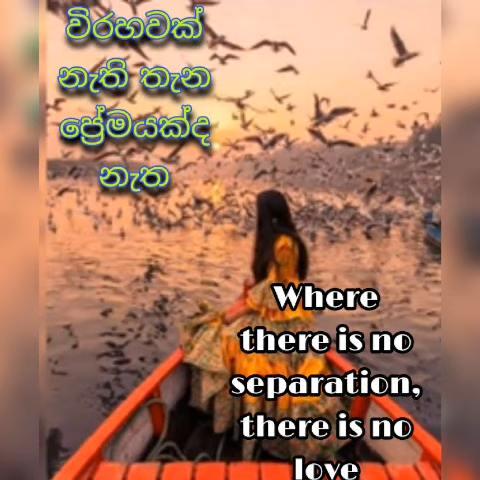 විරහවක්
නැති තැන
ප්‍රේමයක්ද
නැත
Where
there is no
separation,
there is no
love